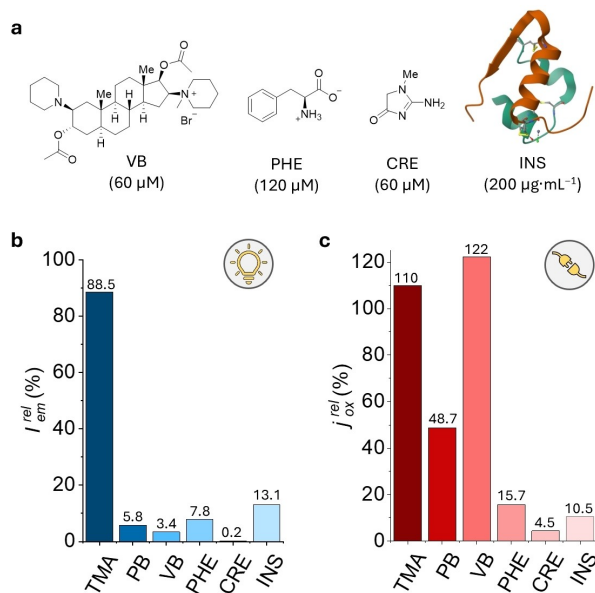 a
Me
Me
O
O
N
N
+
Br
−
H
H
H
H
O
O
VB
(60 µM)
O
O
−
+
NH3
PHE
(120 µM)
Me
N
N
O
NH2
CRE
(60 µM)
INS
(200 µg·mL−1)
b
I rel em (%)
100
80
60
40
20
0
88.5
5.8
3.4
7.8
0.2
13.1
TMA
PB
VB
PHE
CRE
INS
c
j rel ox (%)
120
100
80
60
40
20
0
110
48.7
122
15.7
4.5
10.5
TMA
PB
VB
PHE
CRE
INS